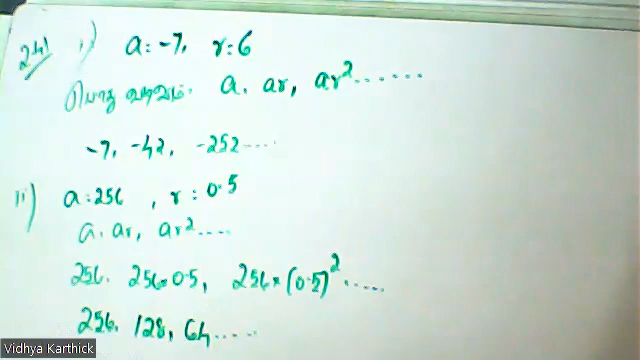 2) i) a = -7, r = 6
பொது வடிவம். a, ar, ar² ......
-7, -42, -252 ....
ii) a = 256, r = 0.5
a, ar, ar² ....
256, 256×0.5, 256×(0.5)² .....
256, 128, 64 ....
Vidhya Karthick